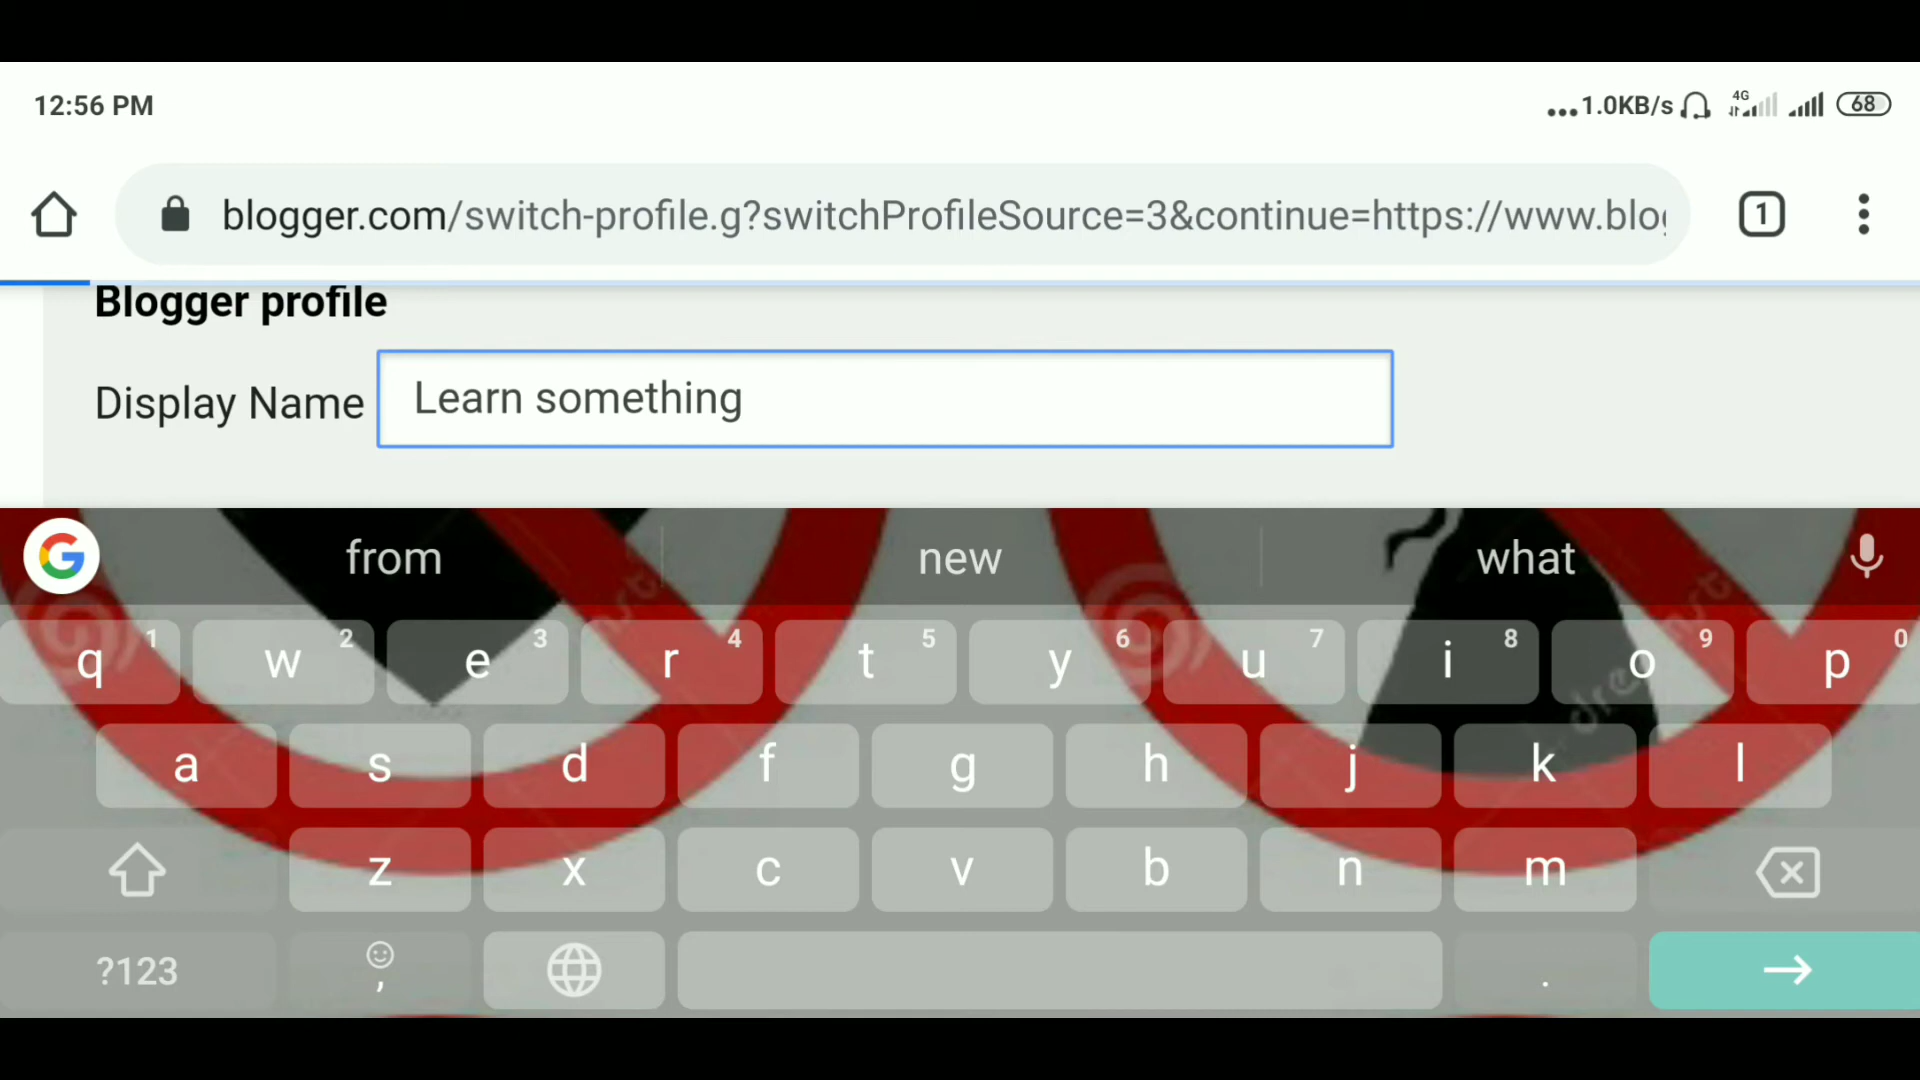 12:56 PM
...1.0KB/s 4G 68
blogger.com/switch-profile.g?switchProfileSource=3&continue=https://www.blog
1
Blogger profile
Display Name Learn something
from new what
q 1 w 2 e 3 r 4 t 5 y 6 u 7 i 8 o 9 p 0
a s d f g h j k l
z x c v b n m
?123 , .